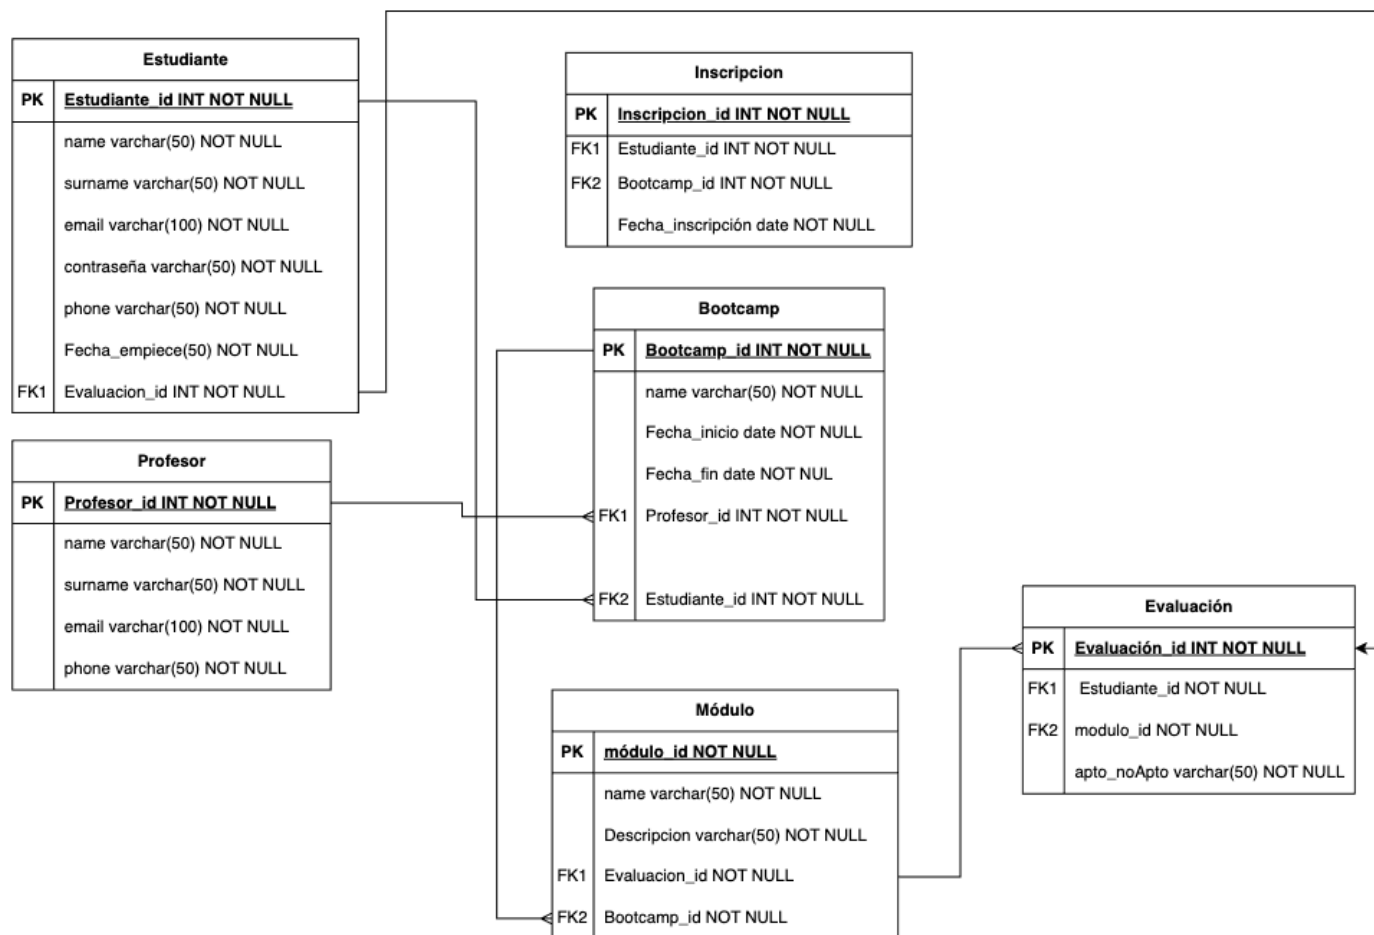 Estudiante
PK Estudiante_id INT NOT NULL
name varchar(50) NOT NULL
surname varchar(50) NOT NULL
email varchar(100) NOT NULL
contraseña varchar(50) NOT NULL
phone varchar(50) NOT NULL
Fecha_empiece(50) NOT NULL
FK1 Evaluacion_id INT NOT NULL
Inscripcion
PK Inscripcion_id INT NOT NULL
FK1 Estudiante_id INT NOT NULL
FK2 Bootcamp_id INT NOT NULL
Fecha_inscripción date NOT NULL
Bootcamp
PK Bootcamp_id INT NOT NULL
name varchar(50) NOT NULL
Fecha_inicio date NOT NULL
Fecha_fin date NOT NUL
FK1 Profesor_id INT NOT NULL
FK2 Estudiante_id INT NOT NULL
Profesor
PK Profesor_id INT NOT NULL
name varchar(50) NOT NULL
surname varchar(50) NOT NULL
email varchar(100) NOT NULL
phone varchar(50) NOT NULL
Evaluación
PK Evaluación_id INT NOT NULL
FK1 Estudiante_id NOT NULL
FK2 modulo_id NOT NULL
apto_noApto varchar(50) NOT NULL
Módulo
PK módulo_id NOT NULL
name varchar(50) NOT NULL
Descripcion varchar(50) NOT NULL
FK1 Evaluacion_id NOT NULL
FK2 Bootcamp_id NOT NULL